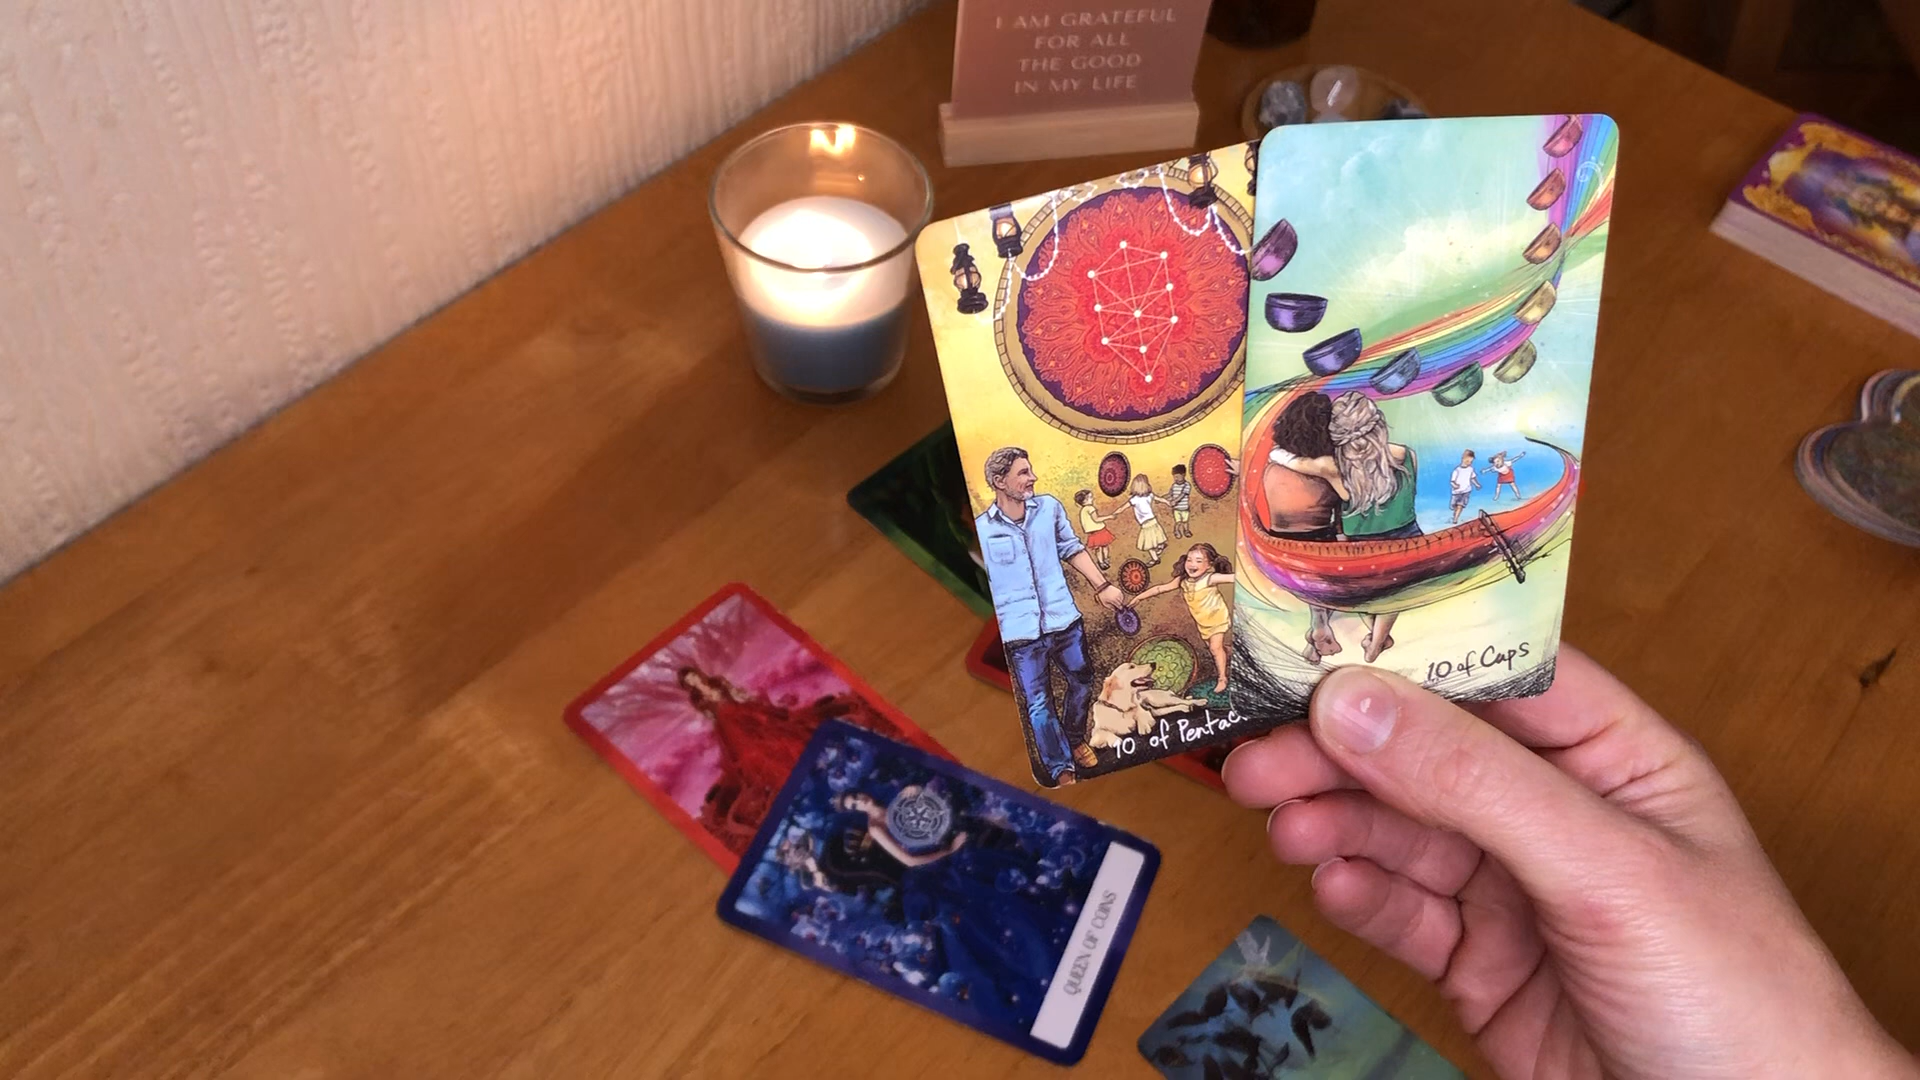 I AM GRATEFUL
FOR ALL
THE GOOD
IN MY LIFE
10 of Pentac
10 of Cups
QUEEN OF COINS